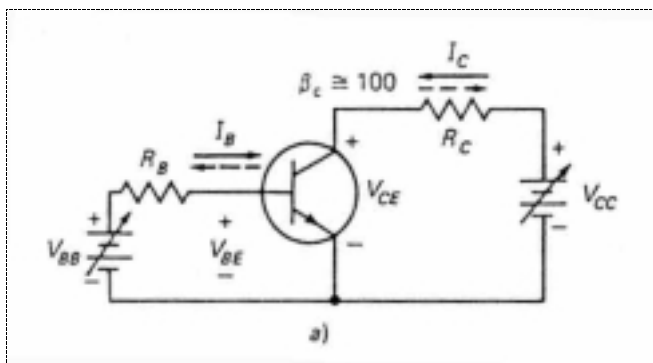 I_C
β_c ≅ 100
I_B
R_B
R_C
+
+
V_CE
V_CC
+
+
V_BB
V_BE
−
−
−
−
a)